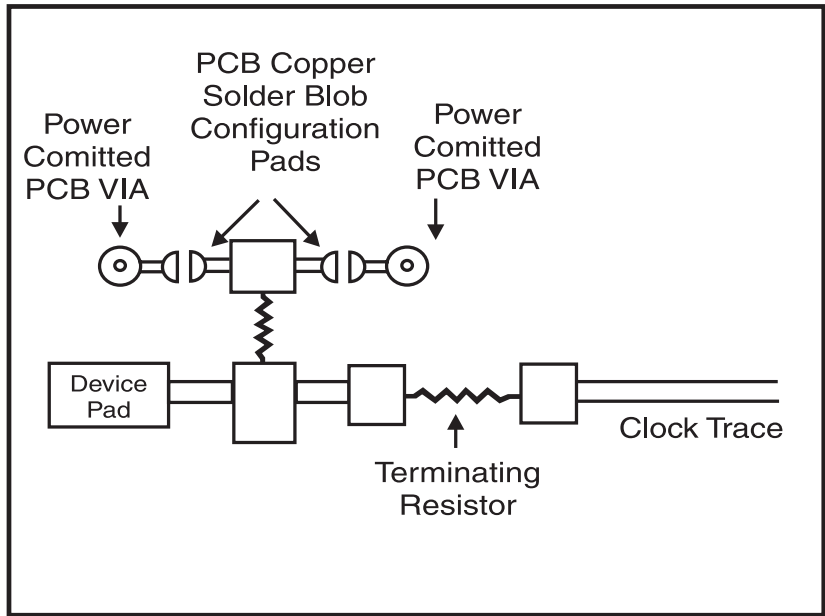 PCB Copper
Solder Blob
Configuration
Pads
Power
Comitted
PCB VIA
Power
Comitted
PCB VIA
Device
Pad
Terminating
Resistor
Clock Trace